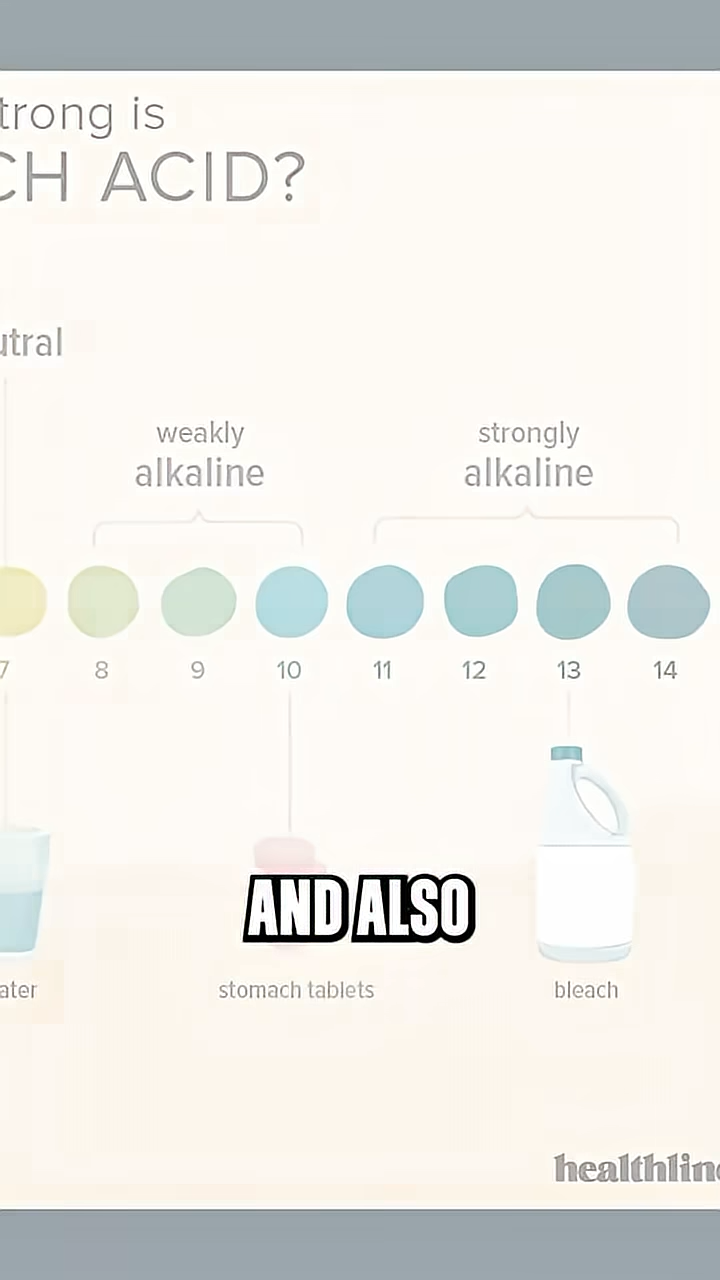 trong is
CH ACID?
utral
weakly
alkaline
strongly
alkaline
7 8 9 10 11 12 13 14
AND ALSO
ater
stomach tablets
bleach
healthline